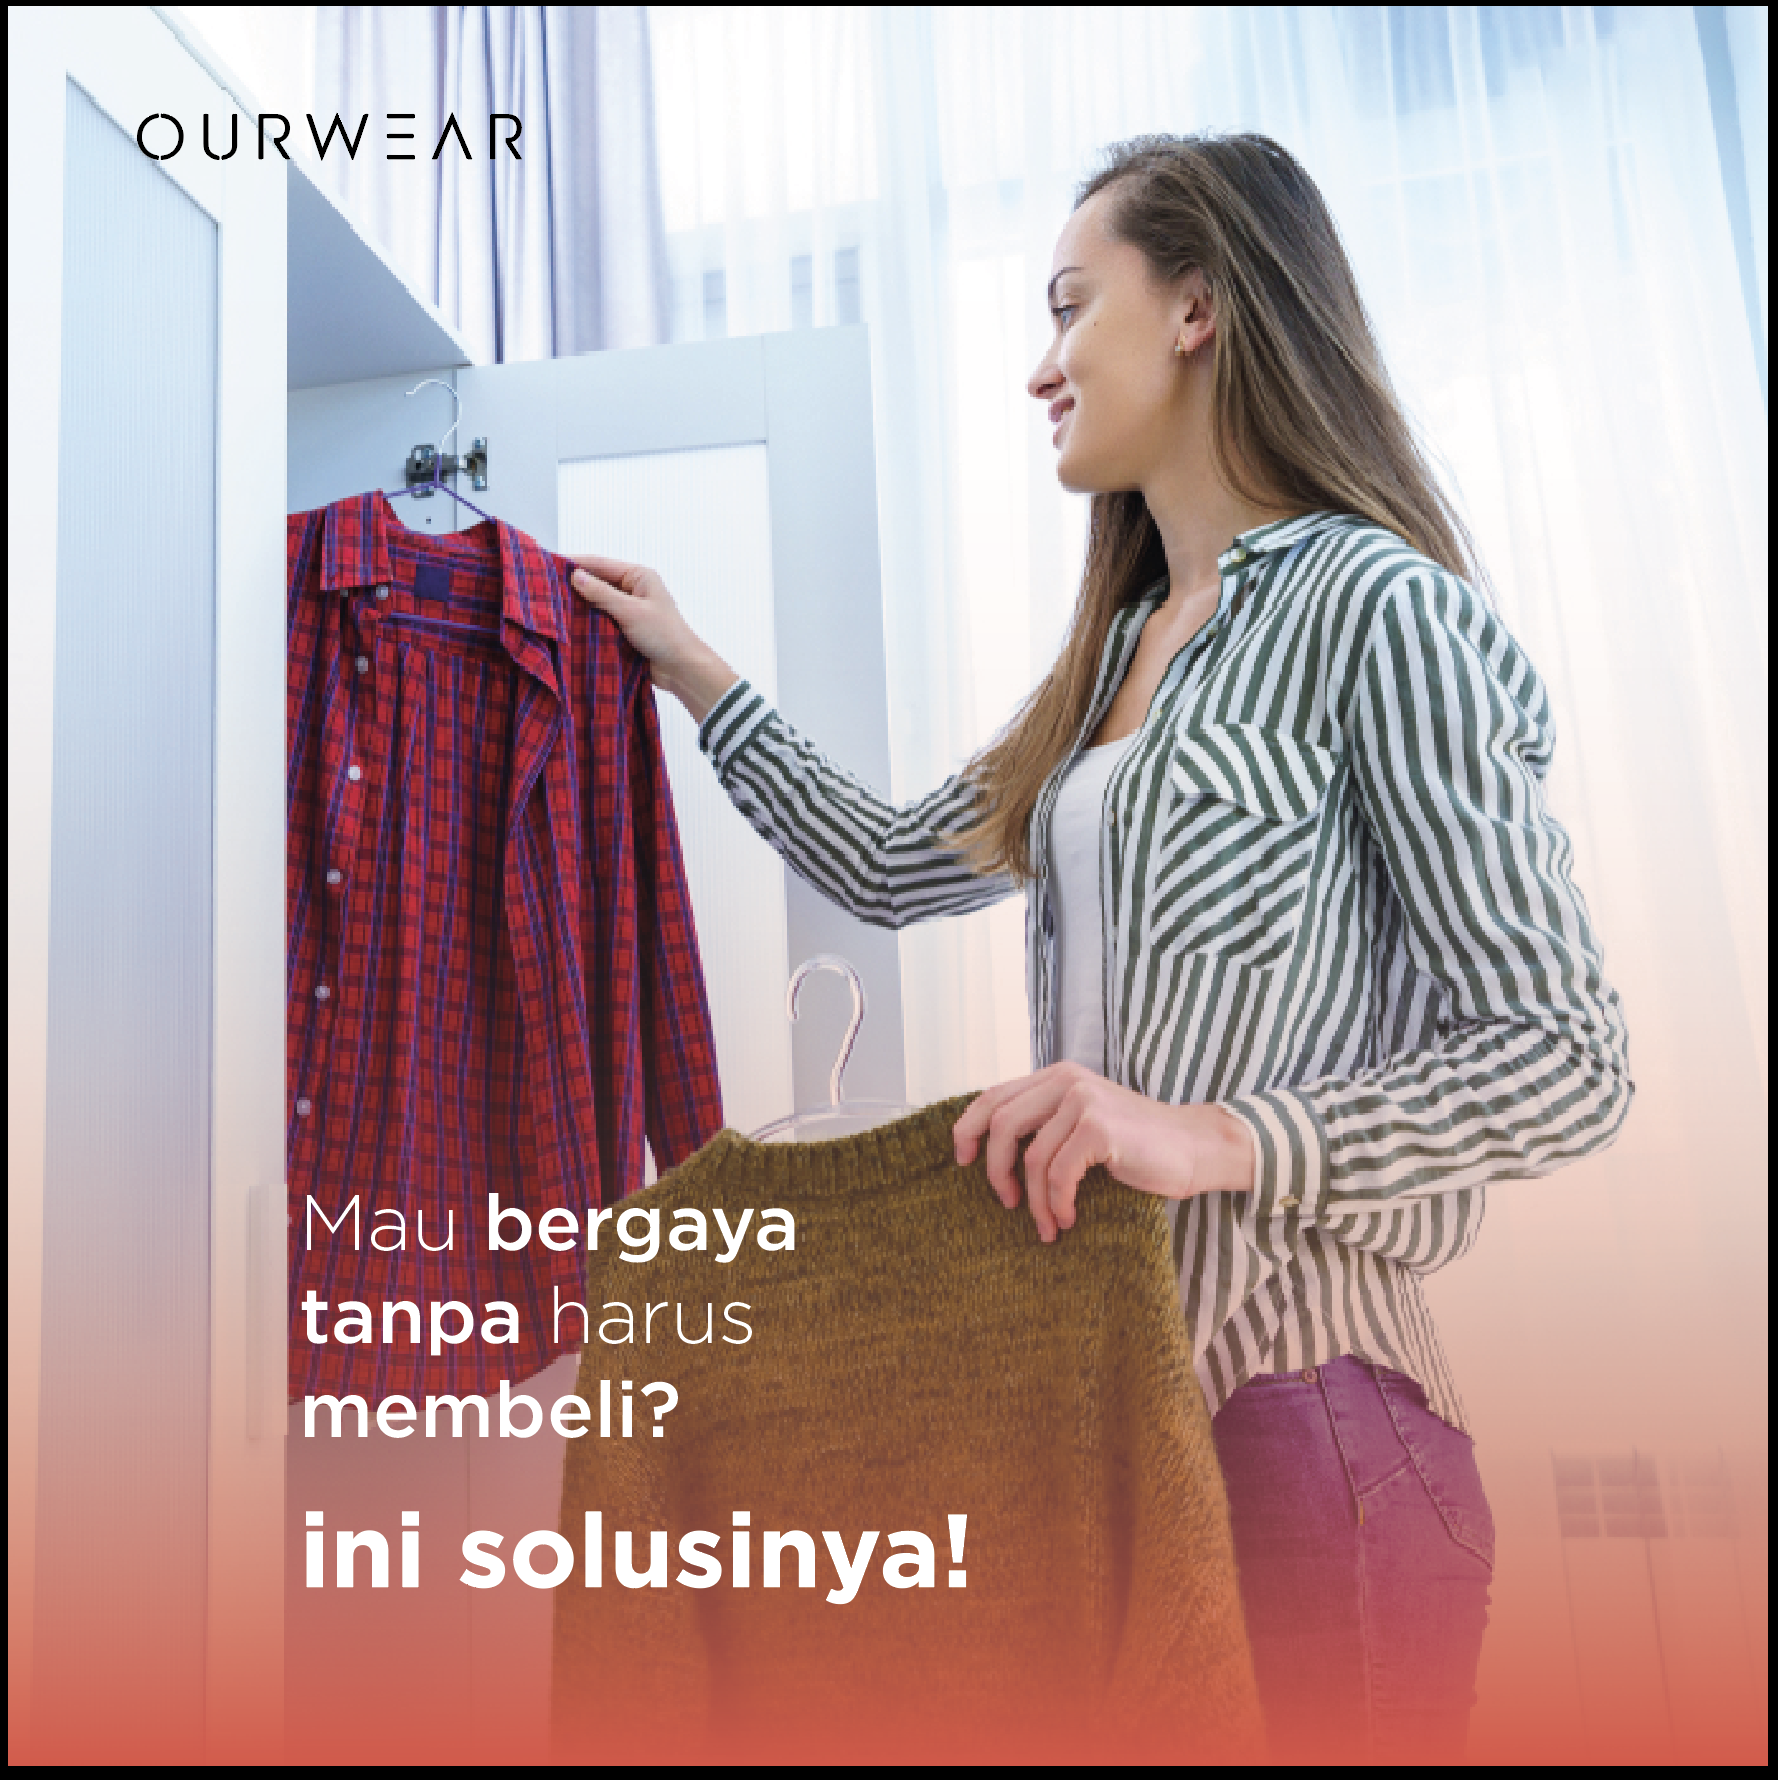 OURWEAR
Mau bergaya
tanpa harus
membeli?
ini solusinya!